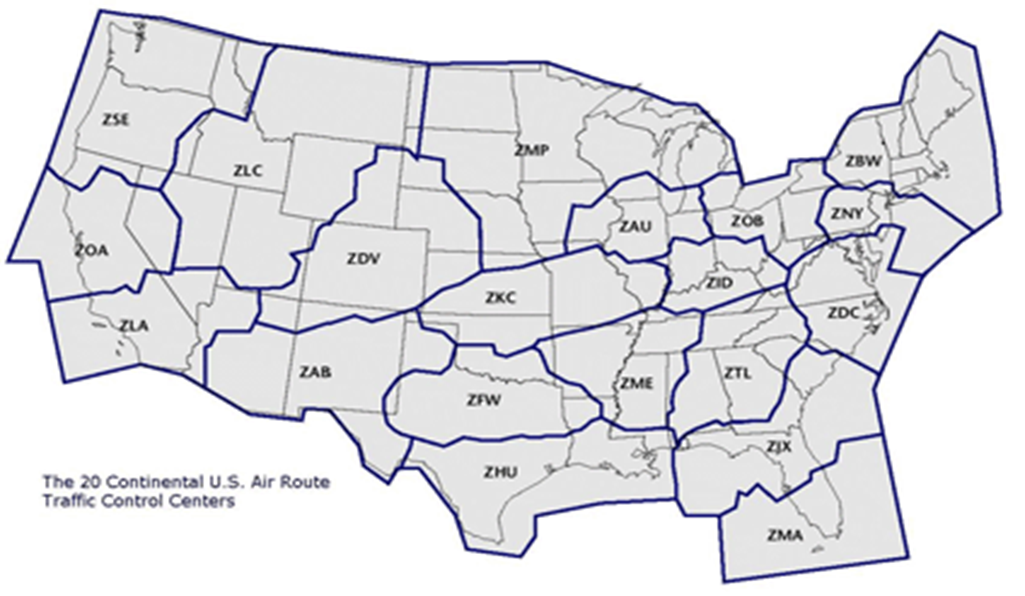 ZSE
ZLC
ZMP
ZBW
ZNY
ZAU
ZOB
ZOA
ZDV
ZID
ZKC
ZDC
ZLA
ZAB
ZME
ZTL
ZFW
ZJX
ZHU
The 20 Continental U.S. Air Route
Traffic Control Centers
ZMA